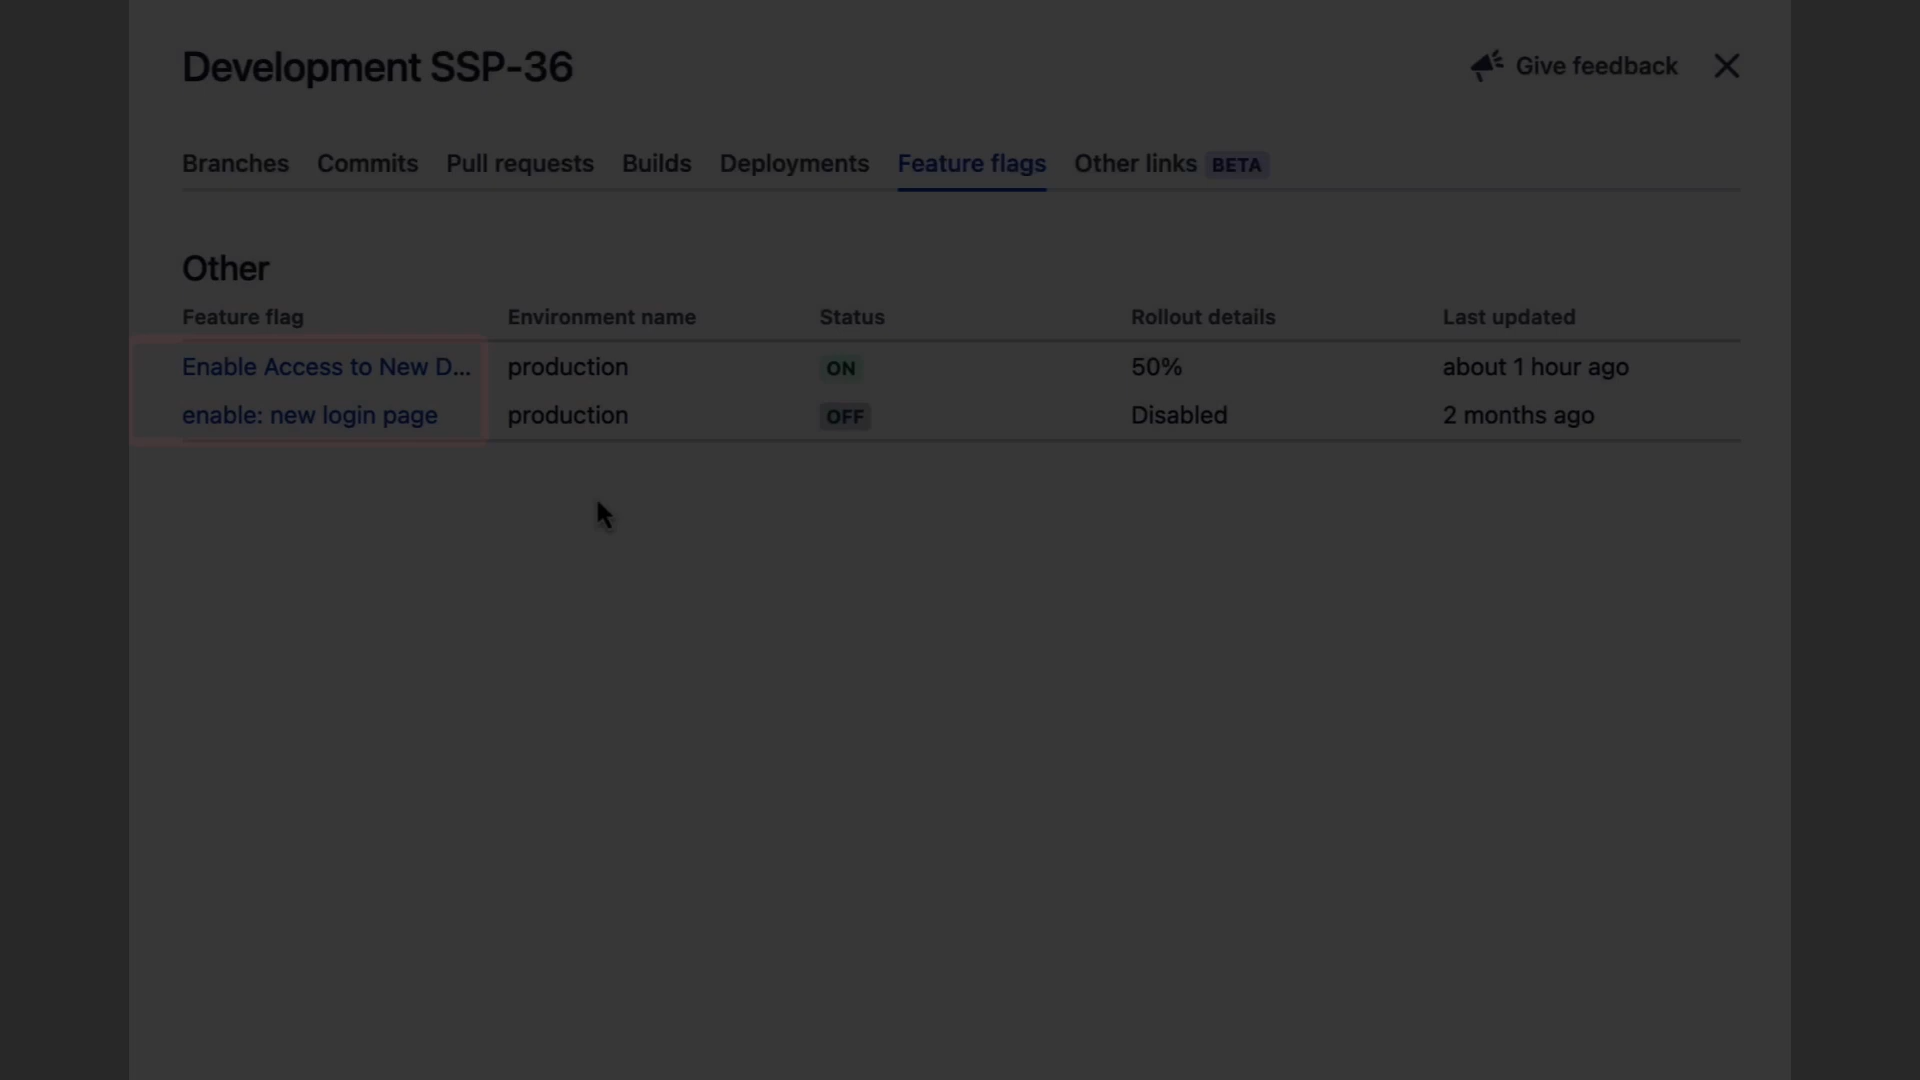 Development SSP-36
Give feedback
Branches Commits Pull requests Builds Deployments Feature flags Other links BETA
Other
Feature flag Environment name Status Rollout details Last updated
Enable Access to New D... production ON 50% about 1 hour ago
enable: new login page production OFF Disabled 2 months ago